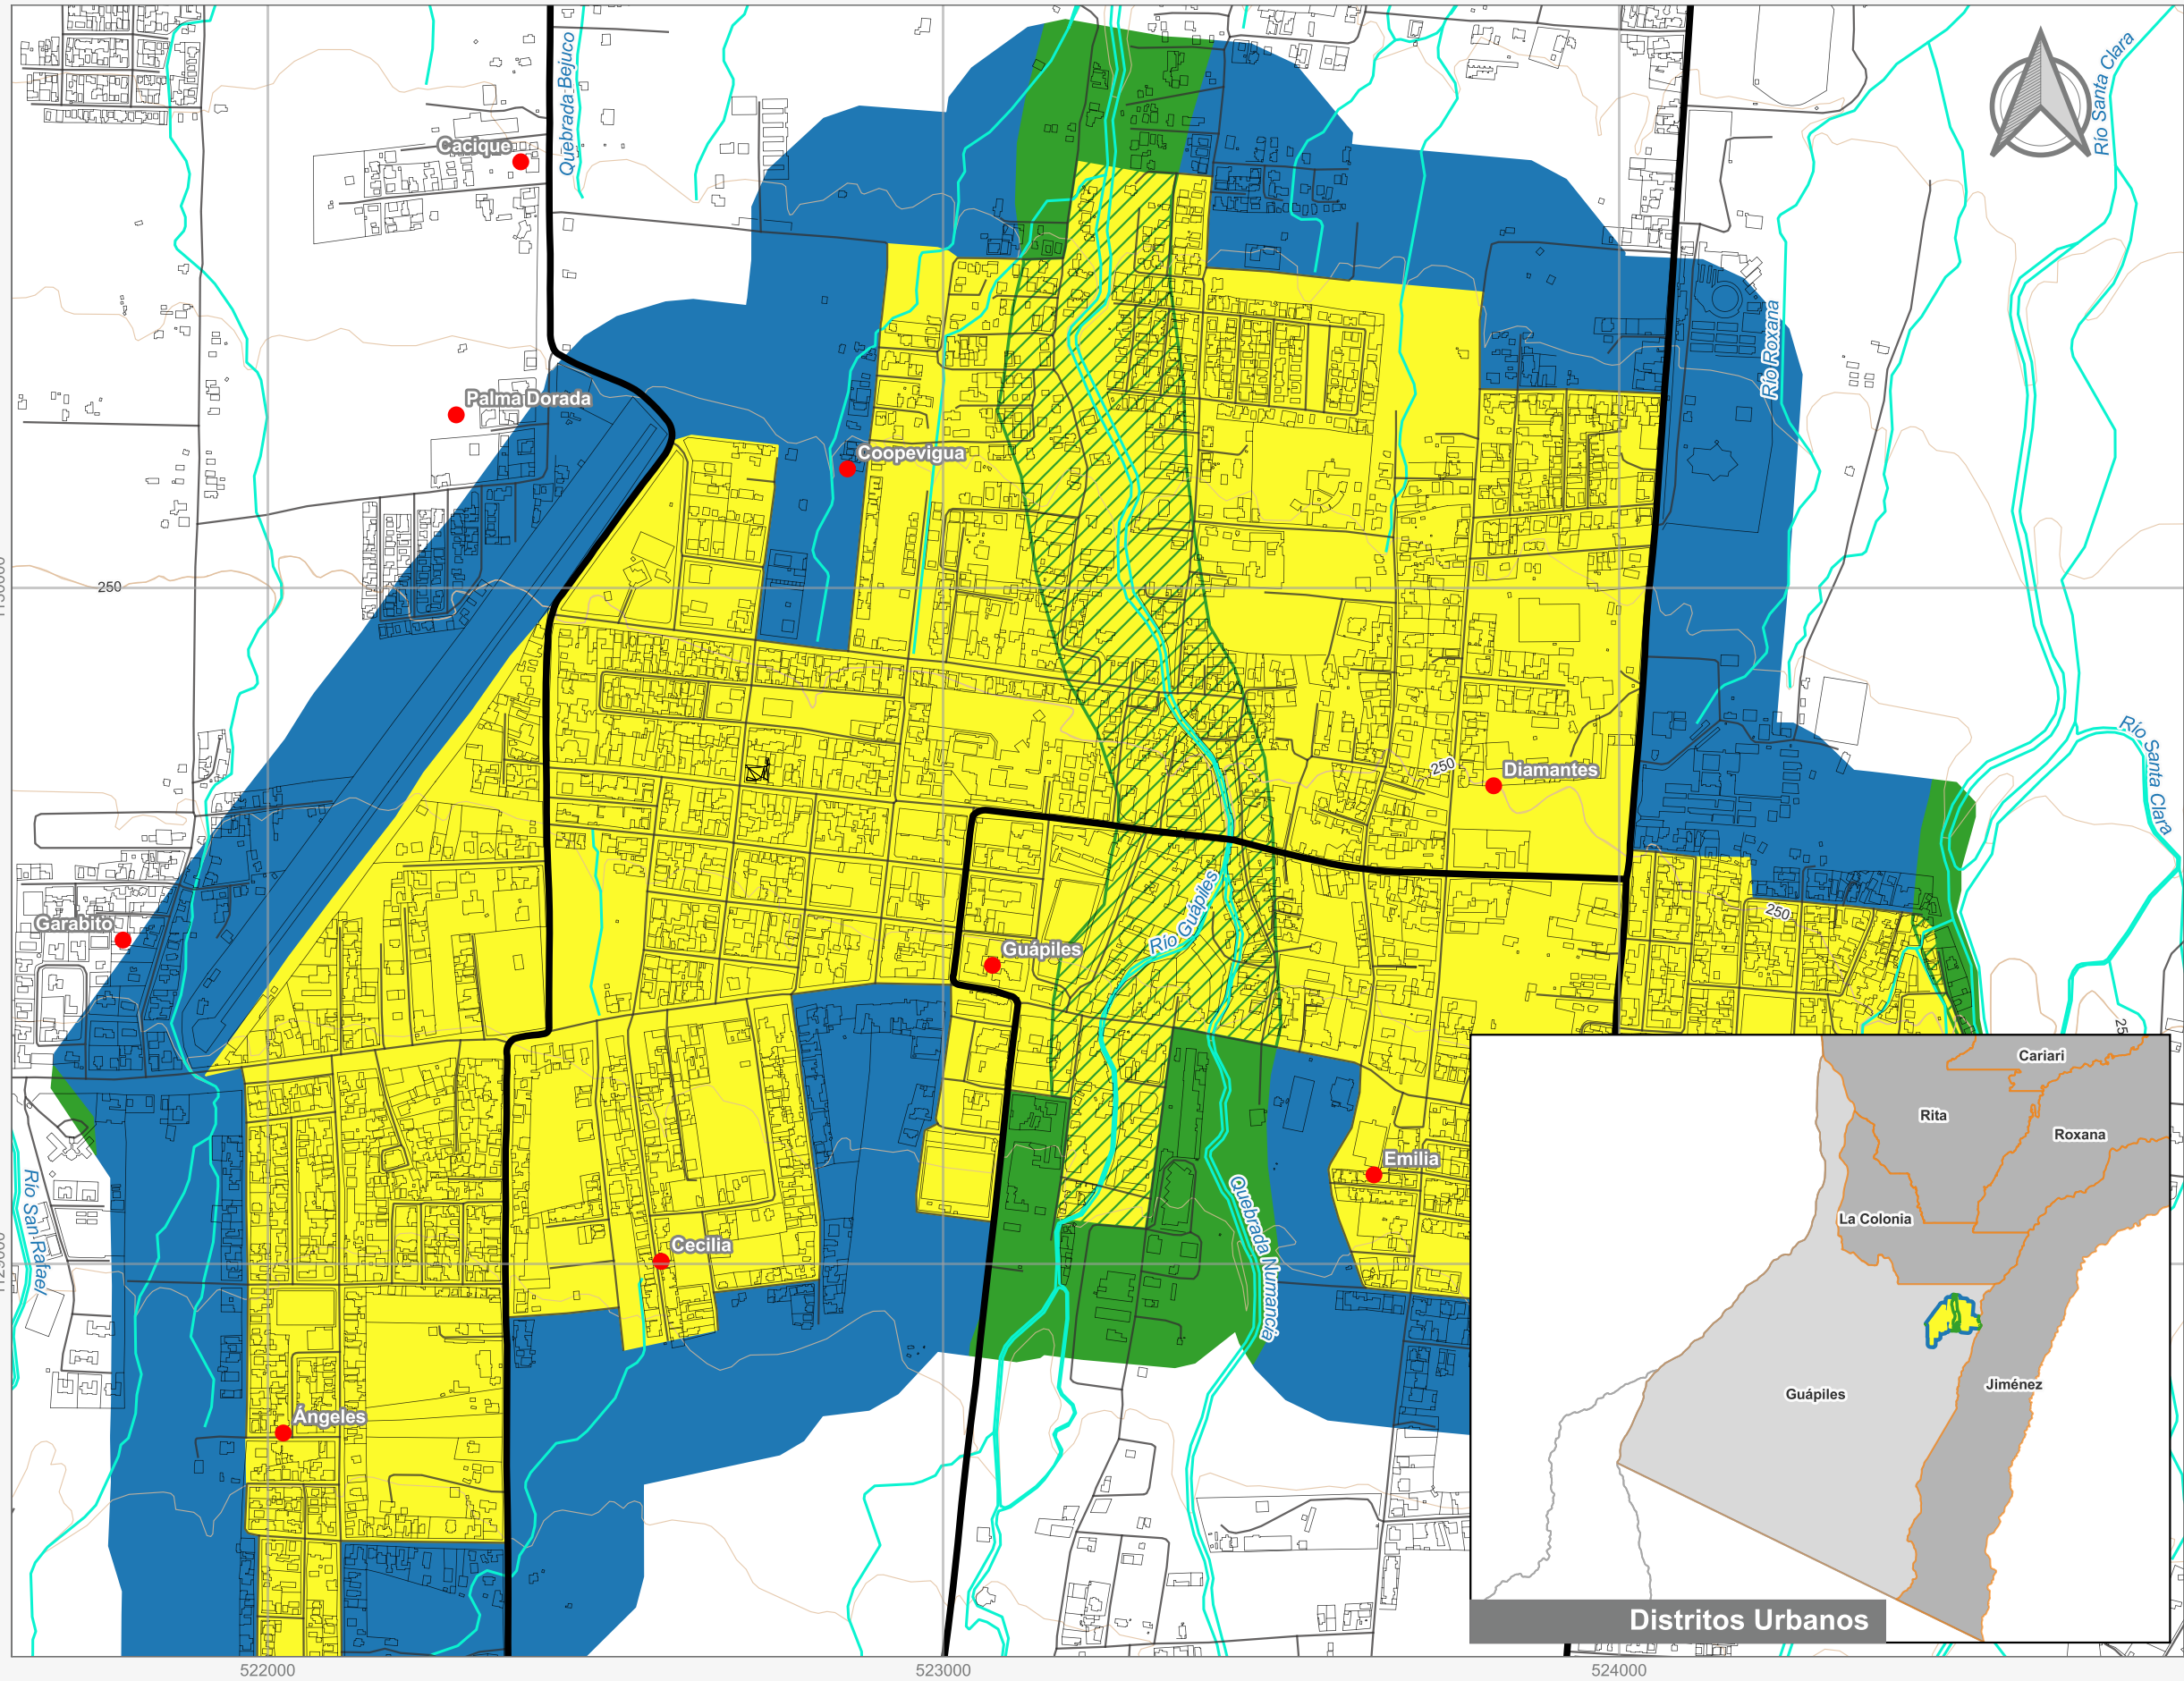 Quebrada Bejuco
Río Santa Clara
Cacique
Río Roxana
Palma Dorada
Coopevigua
250
Río Santa Clara
250
Diamantes
Río Guápiles
250
Garabito
Guápiles
Cariari
Rita
Roxana
Emilia
Río San Rafael
Quebrada Numancia
La Colonia
Cecilia
Guápiles
Jiménez
Ángeles
Distritos Urbanos
522000
523000
524000